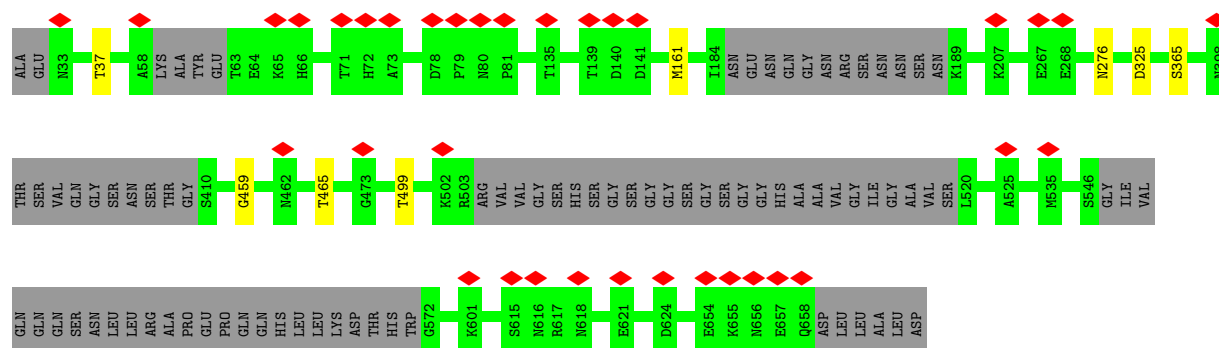 ALA GLU N33 T37 A58 LYS ALA TYR GLU T63 E64 K65 H66 T71 H72 A73 D78 P79 N80 P81 T135 T139 D140 D141 M161 I184 ASN GLU ASN GLN GLY ASN ARG SER ASN ASN SER ASN K189 K207 E267 E268 N276 D325 S365 N398
THR SER VAL GLN GLY SER ASN SER THR GLY S410 G459 N462 T465 G473 T499 K502 R503 ARG VAL VAL GLY SER HIS SER GLY SER GLY GLY SER GLY SER GLY GLY HIS ALA ALA VAL GLY ILE GLY ALA VAL SER L520 A525 M535 S546 GLY ILE VAL
GLN GLN GLN SER ASN LEU LEU ARG ALA PRO GLU PRO GLN GLN HIS LEU LEU LYS ASP THR HIS TRP G572 K601 S615 N616 R617 N618 E621 D624 E654 K655 N656 E657 Q658 ASP LEU LEU ALA LEU ASP